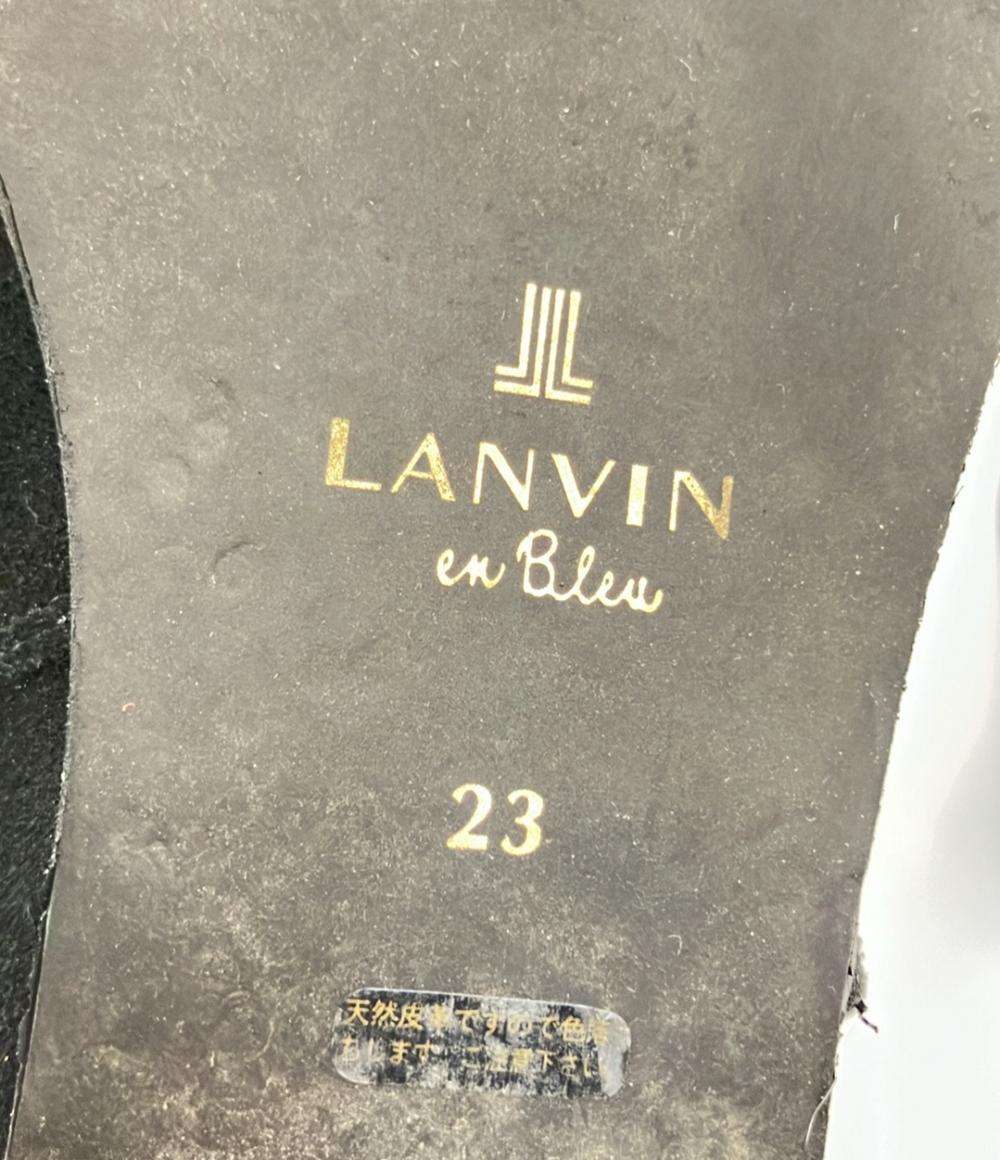 LANVIN
en Bleu
23
天然皮革ですので色落
ちします ご注意下さい